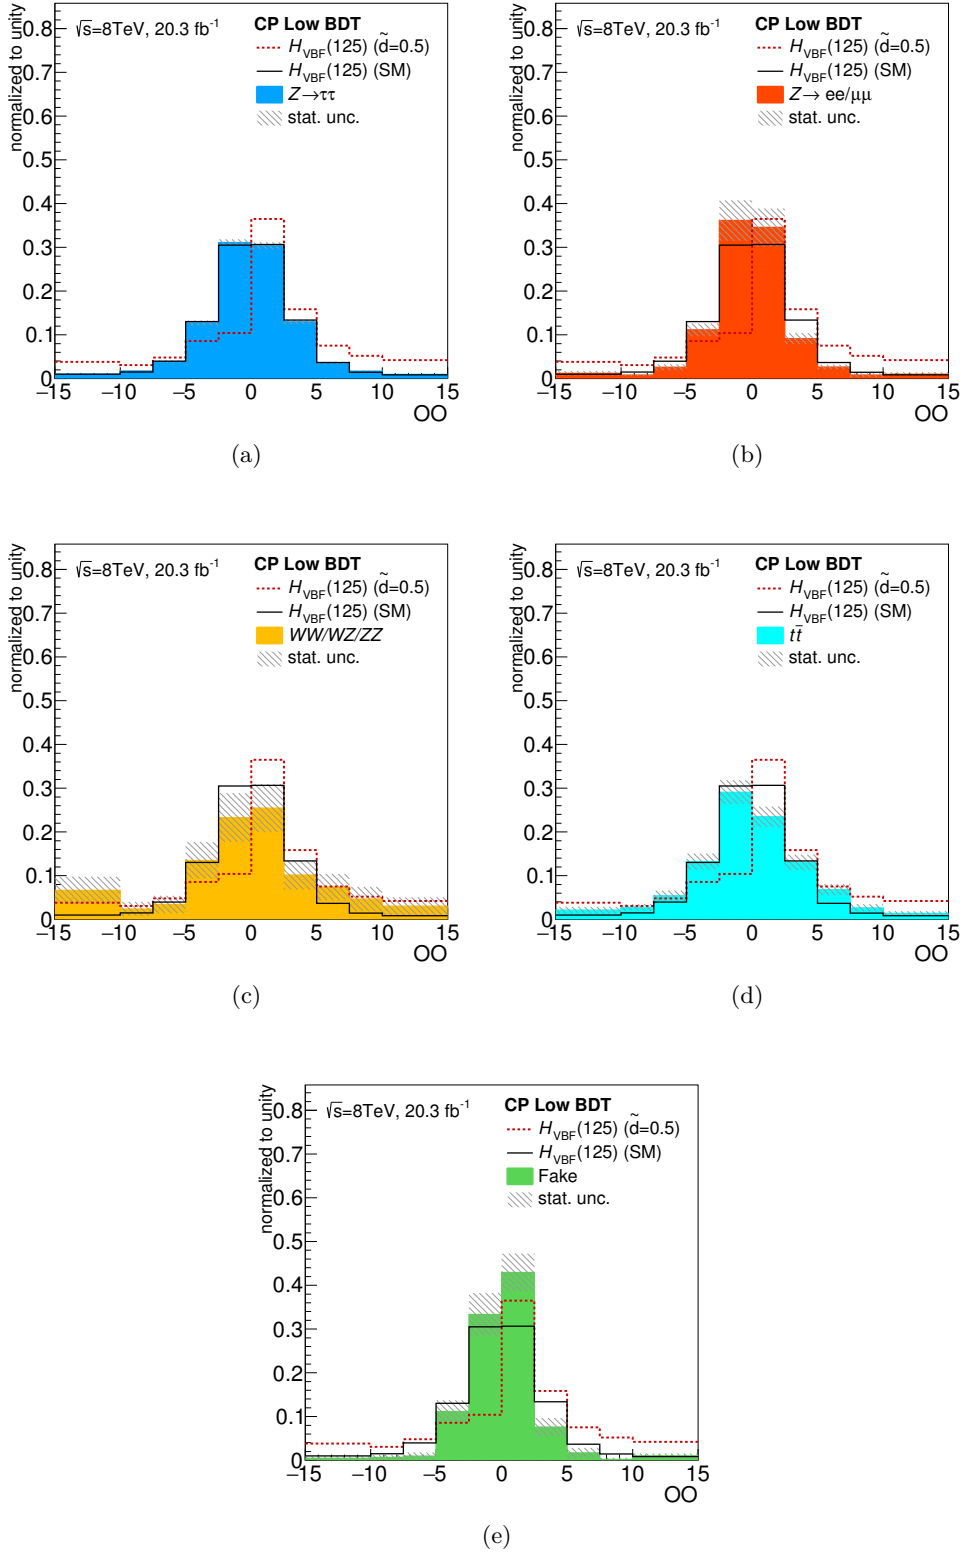 √s=8TeV, 20.3 fb⁻¹
CP Low BDT
H_VBF(125) (d̃=0.5)
H_VBF(125) (SM)
Z→ττ
stat. unc.
normalized to unity
0.8
0.7
0.6
0.5
0.4
0.3
0.2
0.1
0
−15 −10 −5 0 5 10 15
OO
(a)
√s=8TeV, 20.3 fb⁻¹
CP Low BDT
H_VBF(125) (d̃=0.5)
H_VBF(125) (SM)
Z→ ee/μμ
stat. unc.
normalized to unity
0.8
0.7
0.6
0.5
0.4
0.3
0.2
0.1
0
−15 −10 −5 0 5 10 15
OO
(b)
√s=8TeV, 20.3 fb⁻¹
CP Low BDT
H_VBF(125) (d̃=0.5)
H_VBF(125) (SM)
WW/WZ/ZZ
stat. unc.
normalized to unity
0.8
0.7
0.6
0.5
0.4
0.3
0.2
0.1
0
−15 −10 −5 0 5 10 15
OO
(c)
√s=8TeV, 20.3 fb⁻¹
CP Low BDT
H_VBF(125) (d̃=0.5)
H_VBF(125) (SM)
tt̄
stat. unc.
normalized to unity
0.8
0.7
0.6
0.5
0.4
0.3
0.2
0.1
0
−15 −10 −5 0 5 10 15
OO
(d)
√s=8TeV, 20.3 fb⁻¹
CP Low BDT
H_VBF(125) (d̃=0.5)
H_VBF(125) (SM)
Fake
stat. unc.
normalized to unity
0.8
0.7
0.6
0.5
0.4
0.3
0.2
0.1
0
−15 −10 −5 0 5 10 15
OO
(e)